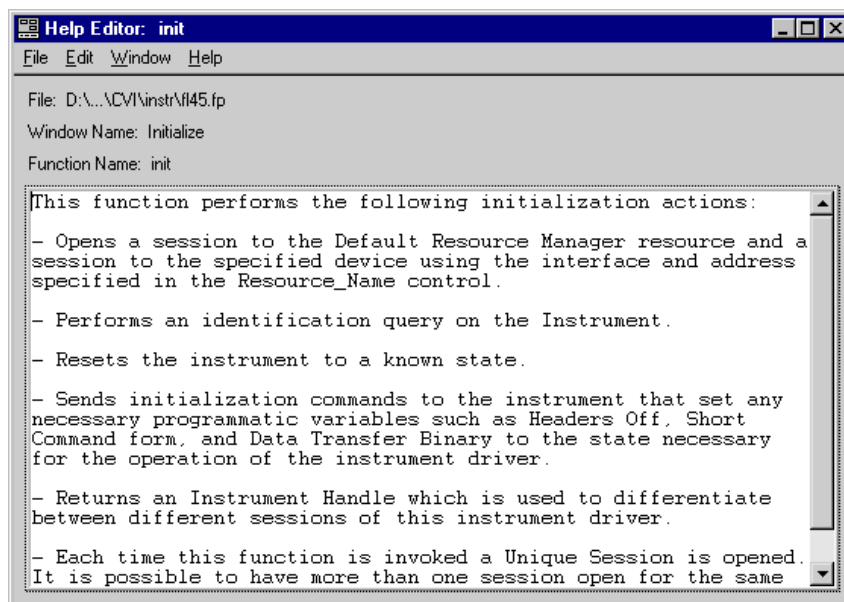 Help Editor: init
File Edit Window Help
File: D:\...\CVI\instr\fl45.fp
Window Name: Initialize
Function Name: init
This function performs the following initialization actions:
- Opens a session to the Default Resource Manager resource and a
session to the specified device using the interface and address
specified in the Resource_Name control.
- Performs an identification query on the Instrument.
- Resets the instrument to a known state.
- Sends initialization commands to the instrument that set any
necessary programmatic variables such as Headers Off, Short
Command form, and Data Transfer Binary to the state necessary
for the operation of the instrument driver.
- Returns an Instrument Handle which is used to differentiate
between different sessions of this instrument driver.
- Each time this function is invoked a Unique Session is opened.
It is possible to have more than one session open for the same